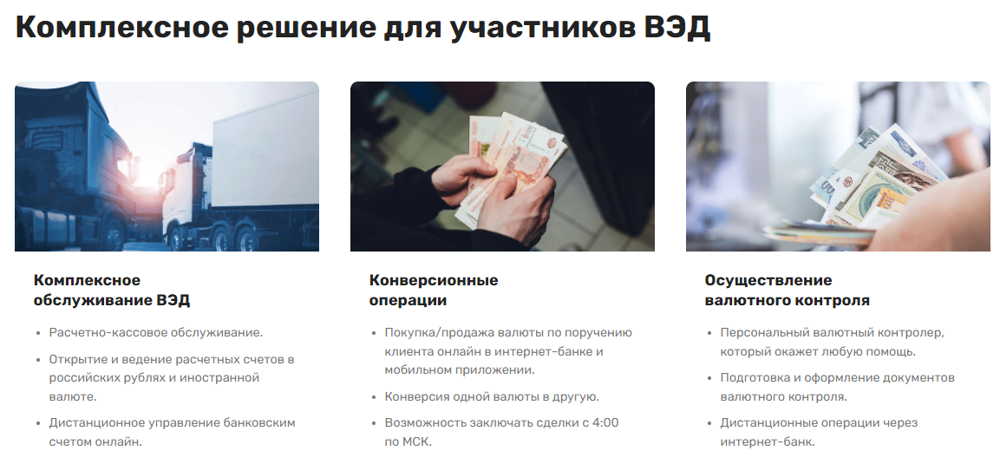 Комплексное решение для участников ВЭД
Комплексное
обслуживание ВЭД
• Расчетно-кассовое обслуживание.
• Открытие и ведение расчетных счетов в
российских рублях и иностранной
валюте.
• Дистанционное управление банковским
счетом онлайн.
Конверсионные
операции
• Покупка/продажа валюты по поручению
клиента онлайн в интернет-банке и
мобильном приложении.
• Конверсия одной валюты в другую.
• Возможность заключать сделки с 4:00
по МСК.
Осуществление
валютного контроля
• Персональный валютный контролер,
который окажет любую помощь.
• Подготовка и оформление документов
валютного контроля.
• Дистанционные операции через
интернет-банк.